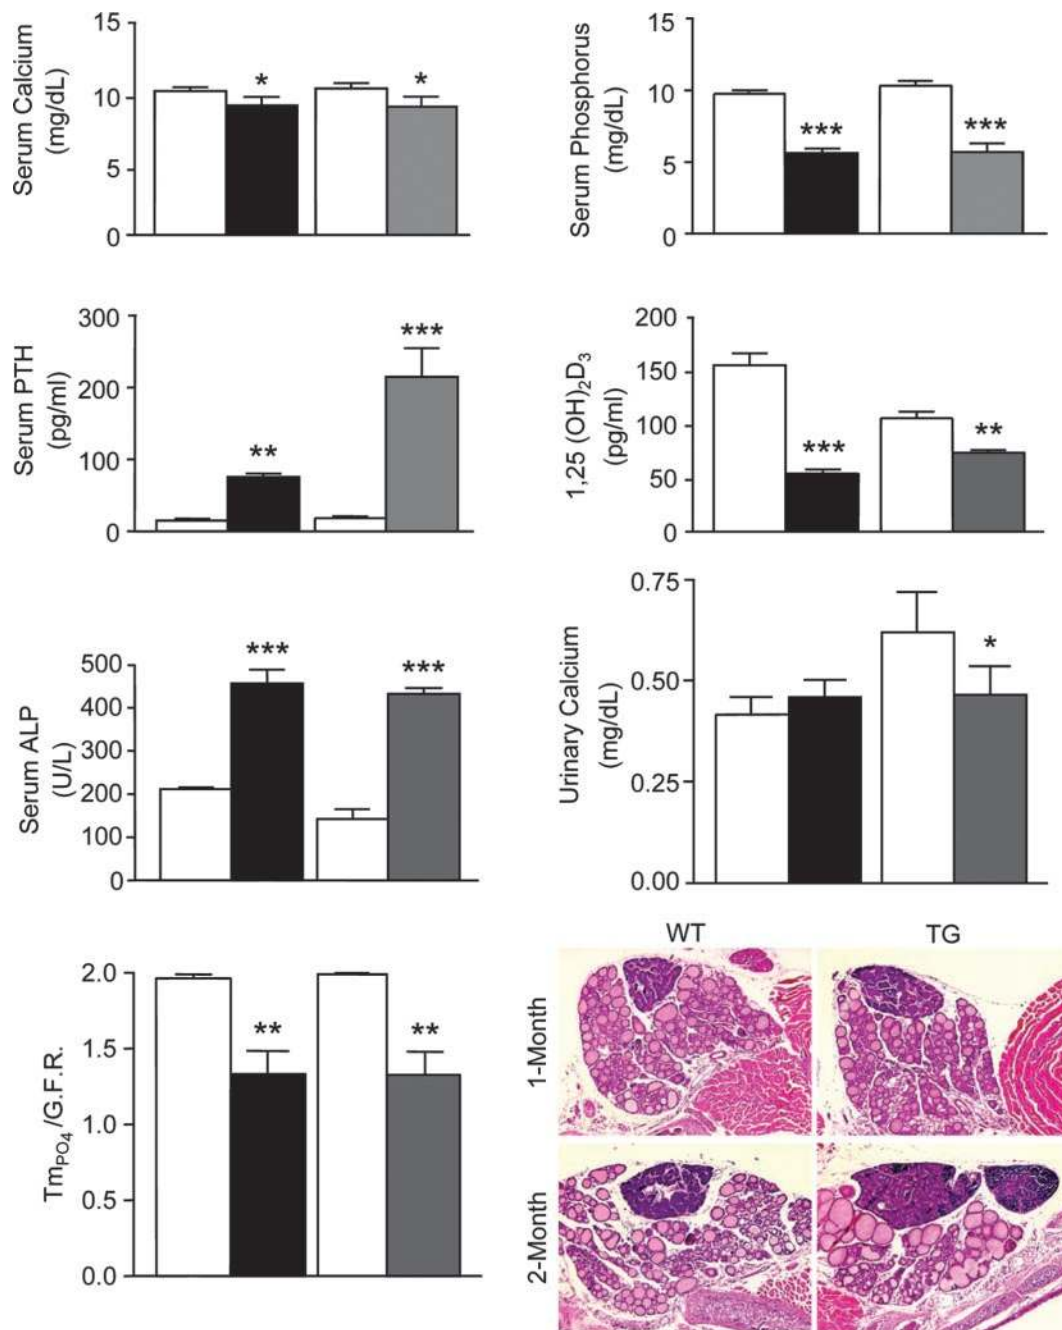 Serum Calcium
(mg/dL)
15
10
5
0
*
*
Serum Phosphorus
(mg/dL)
15
10
5
0
***
***
Serum PTH
(pg/ml)
300
200
100
0
**
***
1,25 (OH)₂D₃
(pg/ml)
200
150
100
50
0
***
**
Serum ALP
(U/L)
500
400
300
200
100
0
***
***
Urinary Calcium
(mg/dL)
0.75
0.50
0.25
0.00
*
Tm_PO4 /G.F.R.
2.0
1.5
1.0
0.5
0.0
**
**
WT
TG
1-Month
2-Month